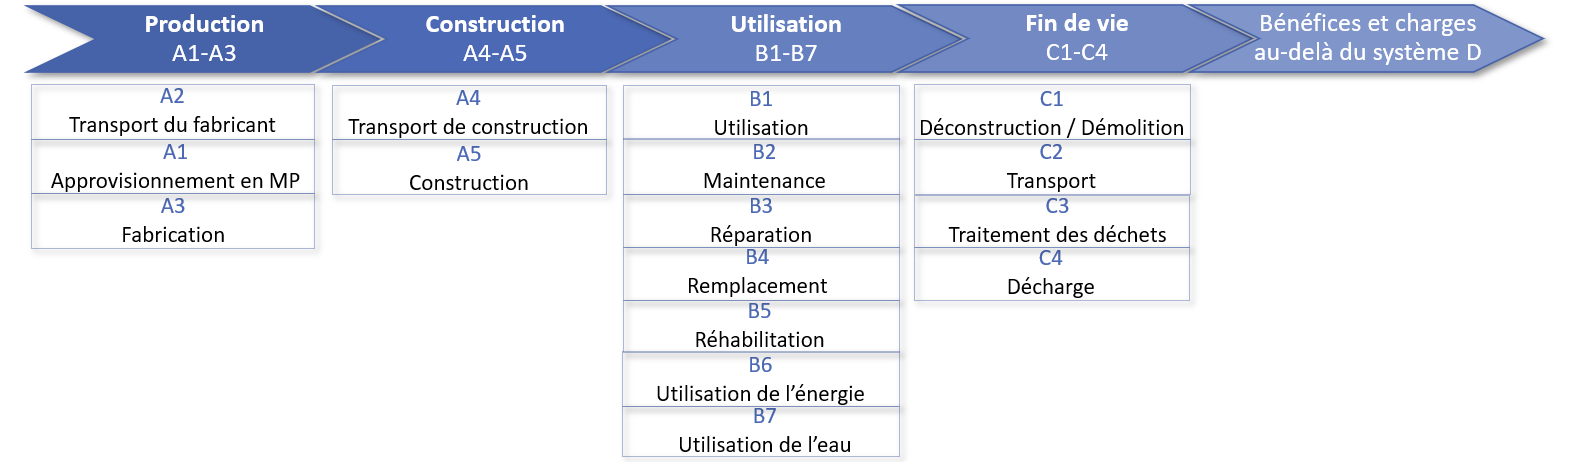 Production
A1-A3
Construction
A4-A5
Utilisation
B1-B7
Fin de vie
C1-C4
Bénéfices et charges
au-delà du système D
A2
Transport du fabricant
A1
Approvisionnement en MP
A3
Fabrication
A4
Transport de construction
A5
Construction
B1
Utilisation
B2
Maintenance
B3
Réparation
B4
Remplacement
B5
Réhabilitation
B6
Utilisation de l’énergie
B7
Utilisation de l’eau
C1
Déconstruction / Démolition
C2
Transport
C3
Traitement des déchets
C4
Décharge